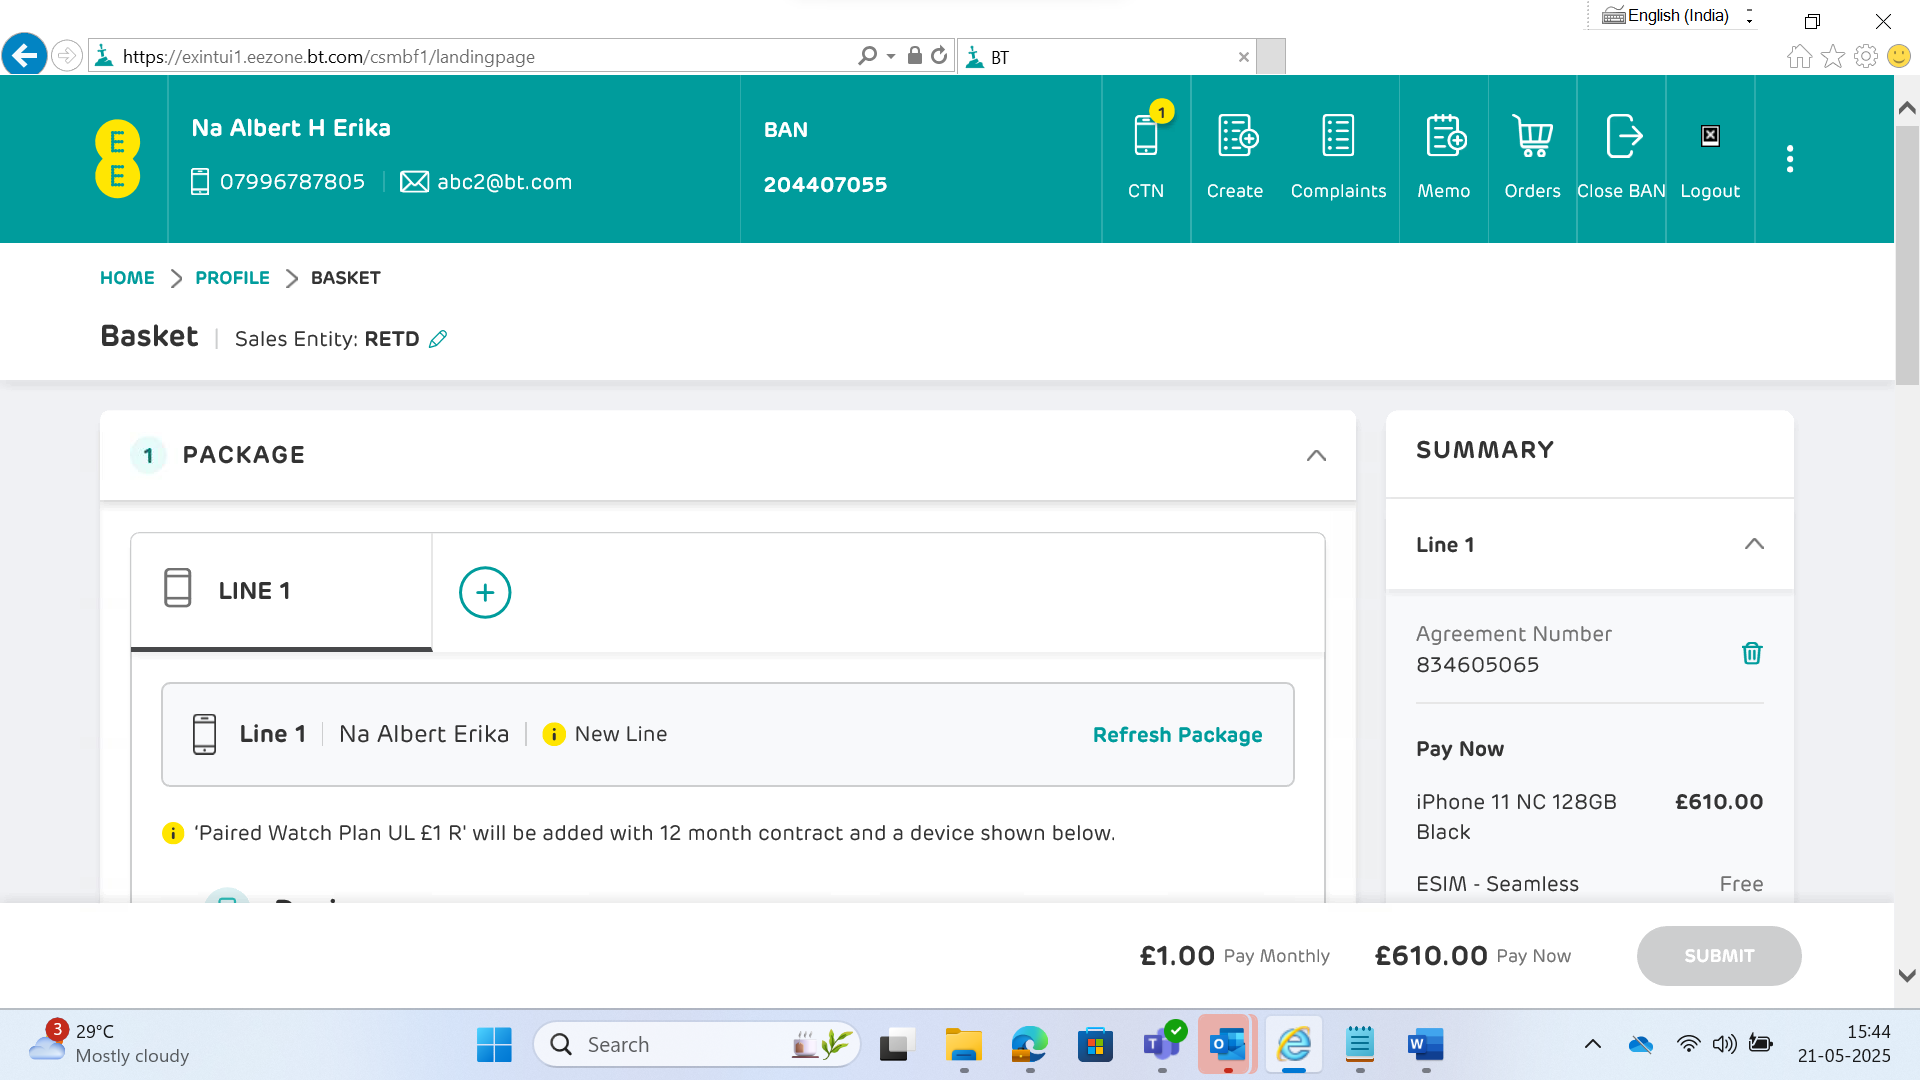 English (India)
https://exintui1.eezone.bt.com/csmbf1/landingpage
BT
E
E
Na Albert H Erika
07996787805
abc2@bt.com
BAN
204407055
1
CTN
Create
Complaints
Memo
Orders
Close BAN
Logout
HOME
PROFILE
BASKET
Basket
Sales Entity: RETD
1
PACKAGE
LINE 1
Line 1
Na Albert Erika
New Line
Refresh Package
'Paired Watch Plan UL £1 R' will be added with 12 month contract and a device shown below.
SUMMARY
Line 1
Agreement Number
834605065
Pay Now
iPhone 11 NC 128GB Black
£610.00
ESIM - Seamless
Free
£1.00 Pay Monthly
£610.00 Pay Now
SUBMIT
3
29°C
Mostly cloudy
Search
15:44
21-05-2025